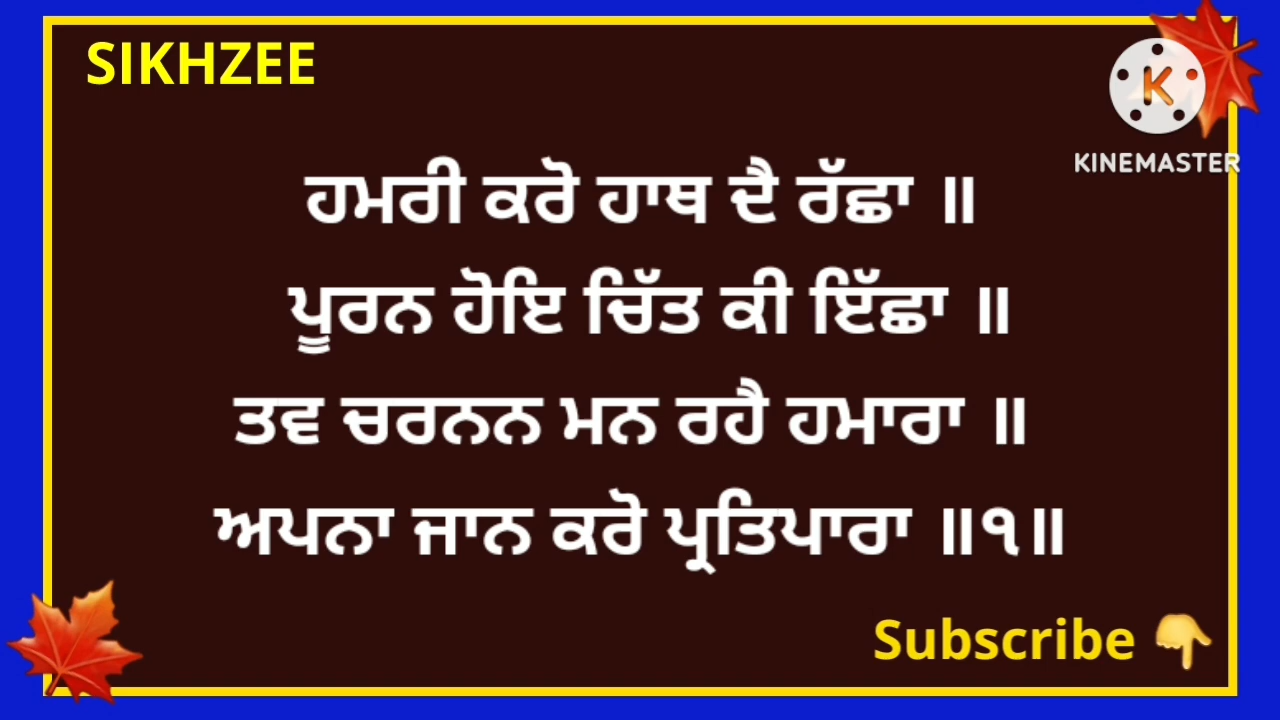 SIKHZEE
KINEMASTER
ਹਮਰੀ ਕਰੋ ਹਾਥ ਦੈ ਰੱਛਾ ॥
ਪੂਰਨ ਹੋਇ ਚਿੱਤ ਕੀ ਇੱਛਾ ॥
ਤਵ ਚਰਨਨ ਮਨ ਰਹੈ ਹਮਾਰਾ ॥
ਅਪਨਾ ਜਾਨ ਕਰੋ ਪ੍ਰਤਿਪਾਰਾ ॥੧॥
Subscribe 👇